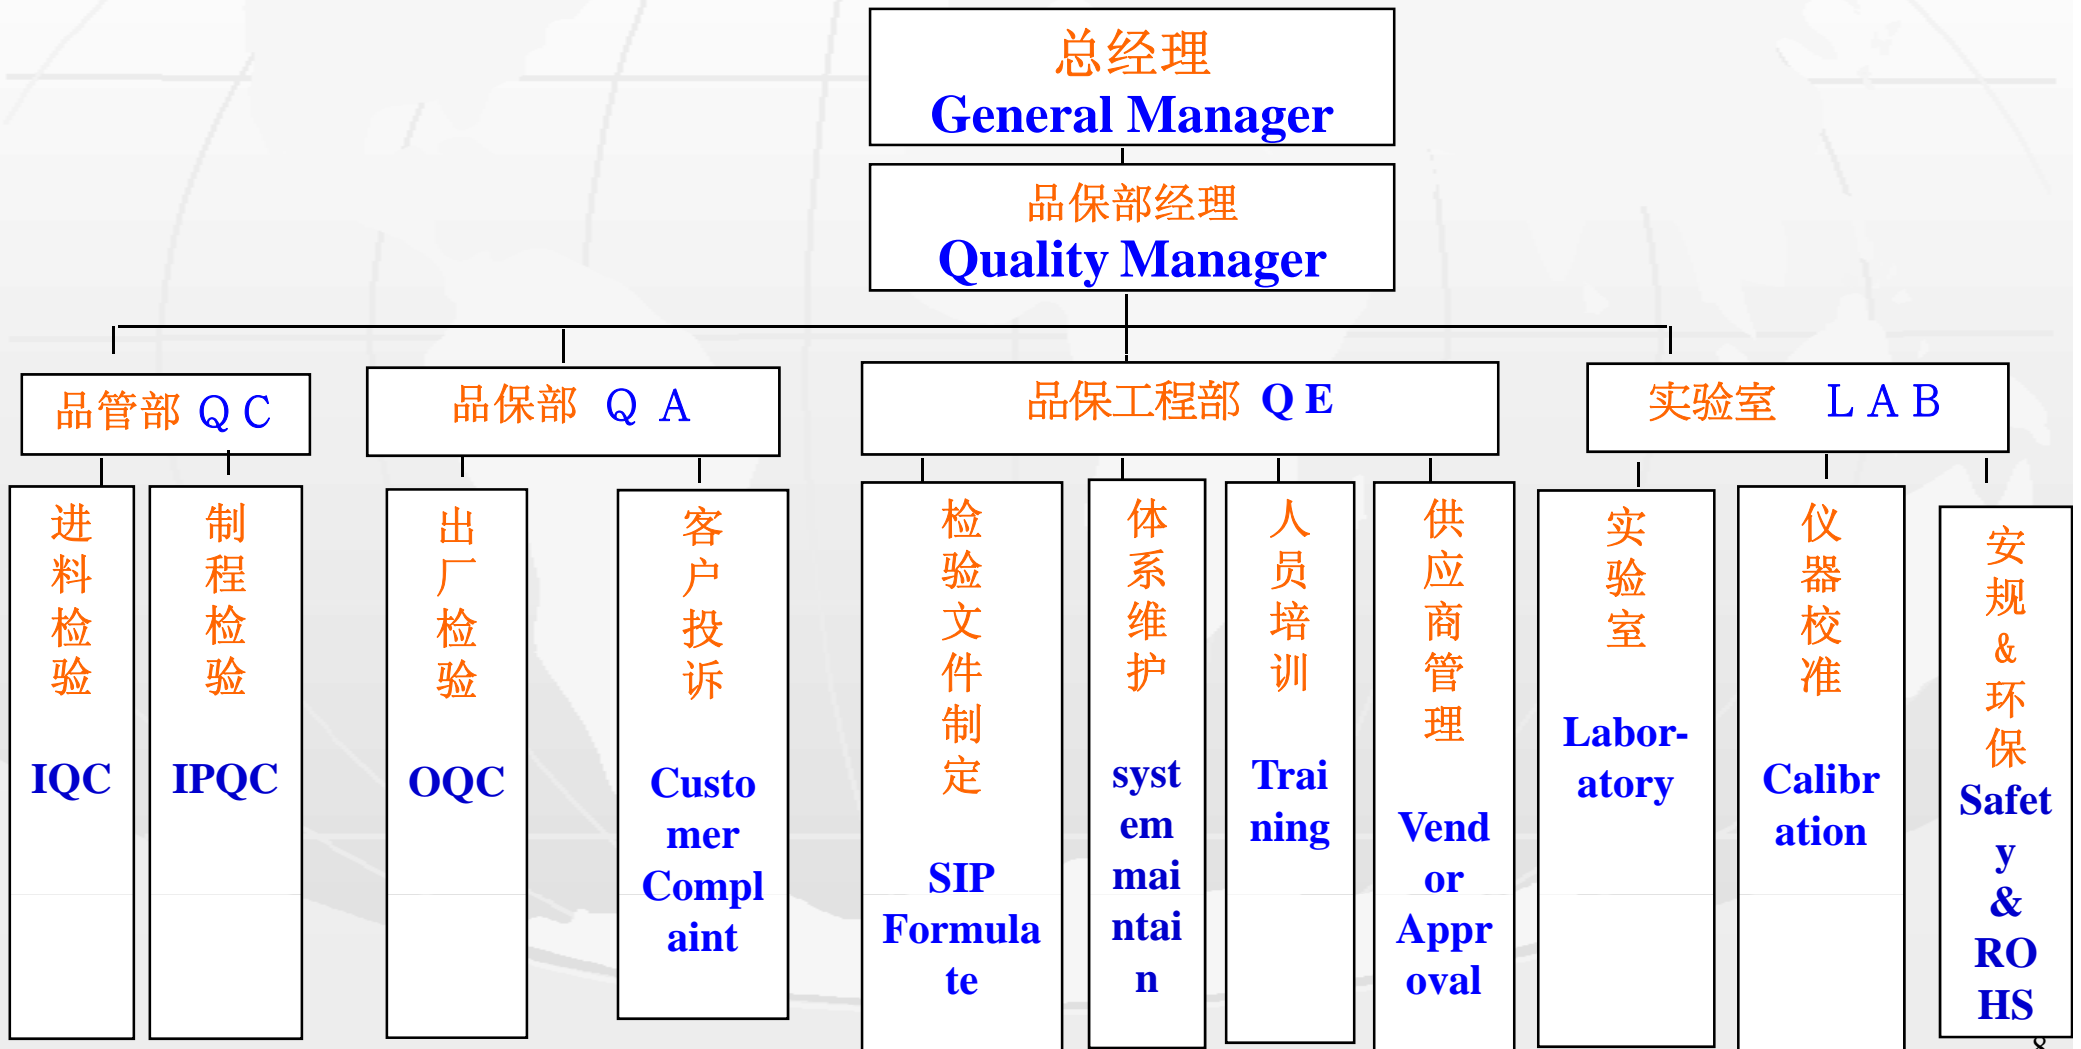 总经理
General Manager
品保部经理
Quality Manager
品管部 Q C
品保部 Q A
品保工程部 Q E
实验室 L A B
进
料
检
验
IQC
制
程
检
验
IPQC
出
厂
检
验
OQC
客
户
投
诉
Custo
mer
Compl
aint
检
验
文
件
制
定
SIP
Formula
te
体
系
维
护
syst
em
mai
ntai
n
人
员
培
训
Trai
ning
供
应
商
管
理
Vend
or
Appr
oval
实
验
室
Labor-
atory
仪
器
校
准
Calibr
ation
安
规
&
环
保
Safet
y
&
RO
HS
8